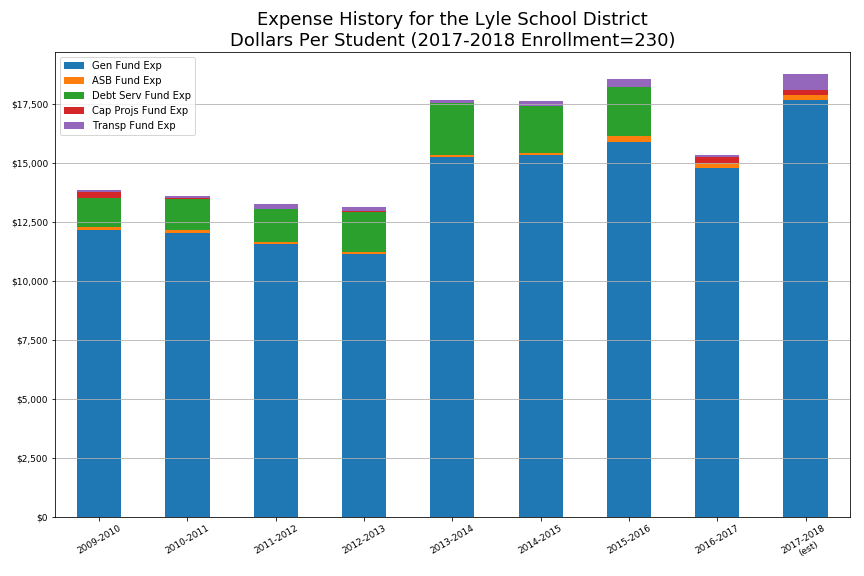 Expense History for the Lyle School District
Dollars Per Student (2017-2018 Enrollment=230)
Gen Fund Exp
ASB Fund Exp
Debt Serv Fund Exp
Cap Projs Fund Exp
Transp Fund Exp
$17,500
$15,000
$12,500
$10,000
$7,500
$5,000
$2,500
$0
2009-2010
2010-2011
2011-2012
2012-2013
2013-2014
2014-2015
2015-2016
2016-2017
2017-2018
(est)